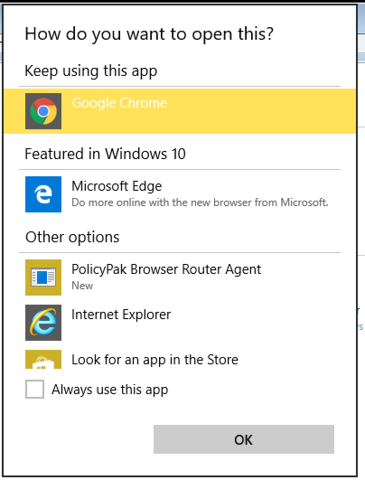 How do you want to open this?
Keep using this app
Google Chrome
Featured in Windows 10
Microsoft Edge
Do more online with the new browser from Microsoft.
Other options
PolicyPak Browser Router Agent
New
Internet Explorer
Look for an app in the Store
Always use this app
OK